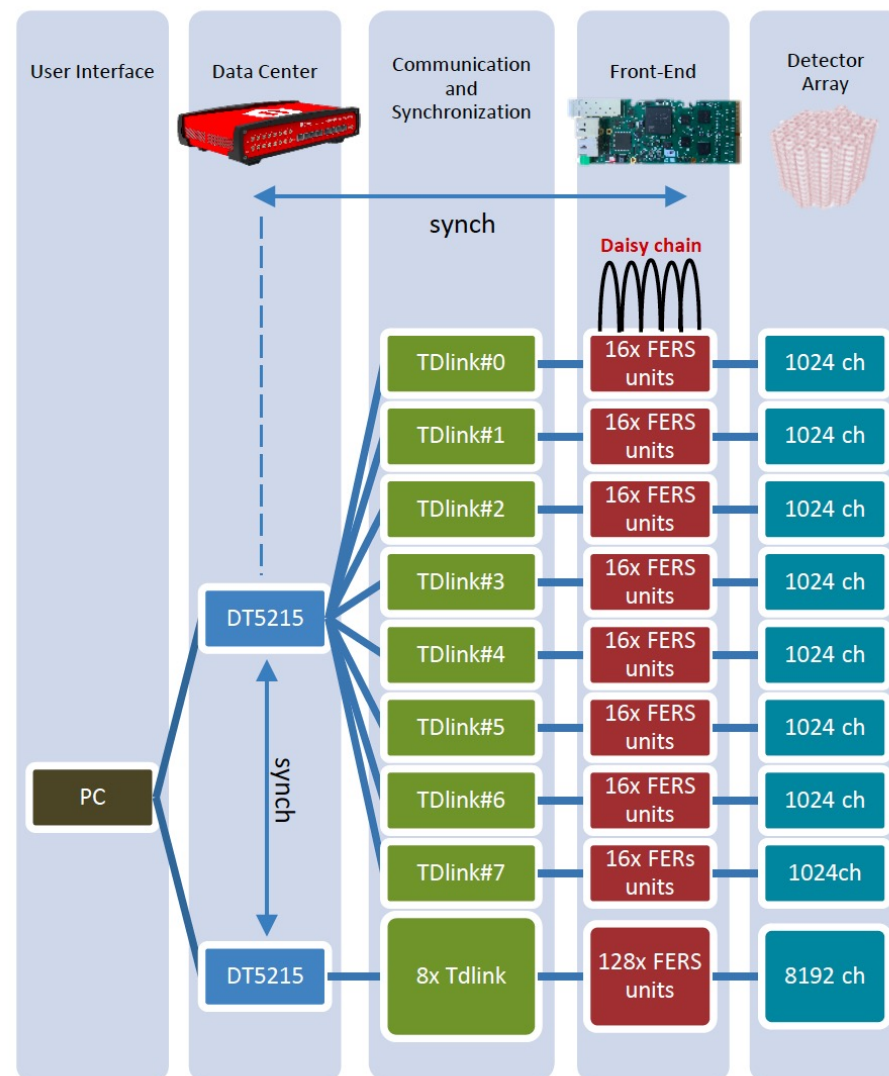 User Interface
Data Center
Communication
and
Synchronization
Front-End
Detector
Array
synch
Daisy chain
TDlink#0
16x FERS
units
1024 ch
TDlink#1
16x FERS
units
1024 ch
TDlink#2
16x FERS
units
1024 ch
TDlink#3
16x FERS
units
1024 ch
DT5215
TDlink#4
16x FERS
units
1024 ch
TDlink#5
16x FERS
units
1024 ch
synch
PC
TDlink#6
16x FERS
units
1024 ch
TDlink#7
16x FERs
units
1024ch
DT5215
8x Tdlink
128x FERS
units
8192 ch